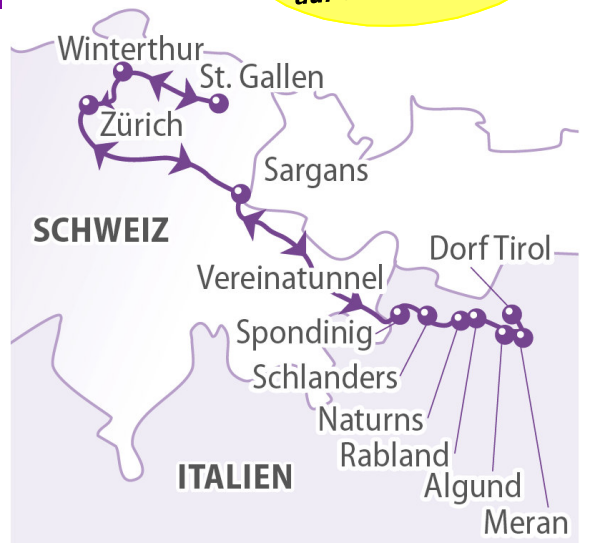 Winterthur
St. Gallen
Zürich
Sargans
SCHWEIZ
Dorf Tirol
Vereinatunnel
Spondinig
Schlanders
Naturns
Rabland
Algund
ITALIEN
Meran